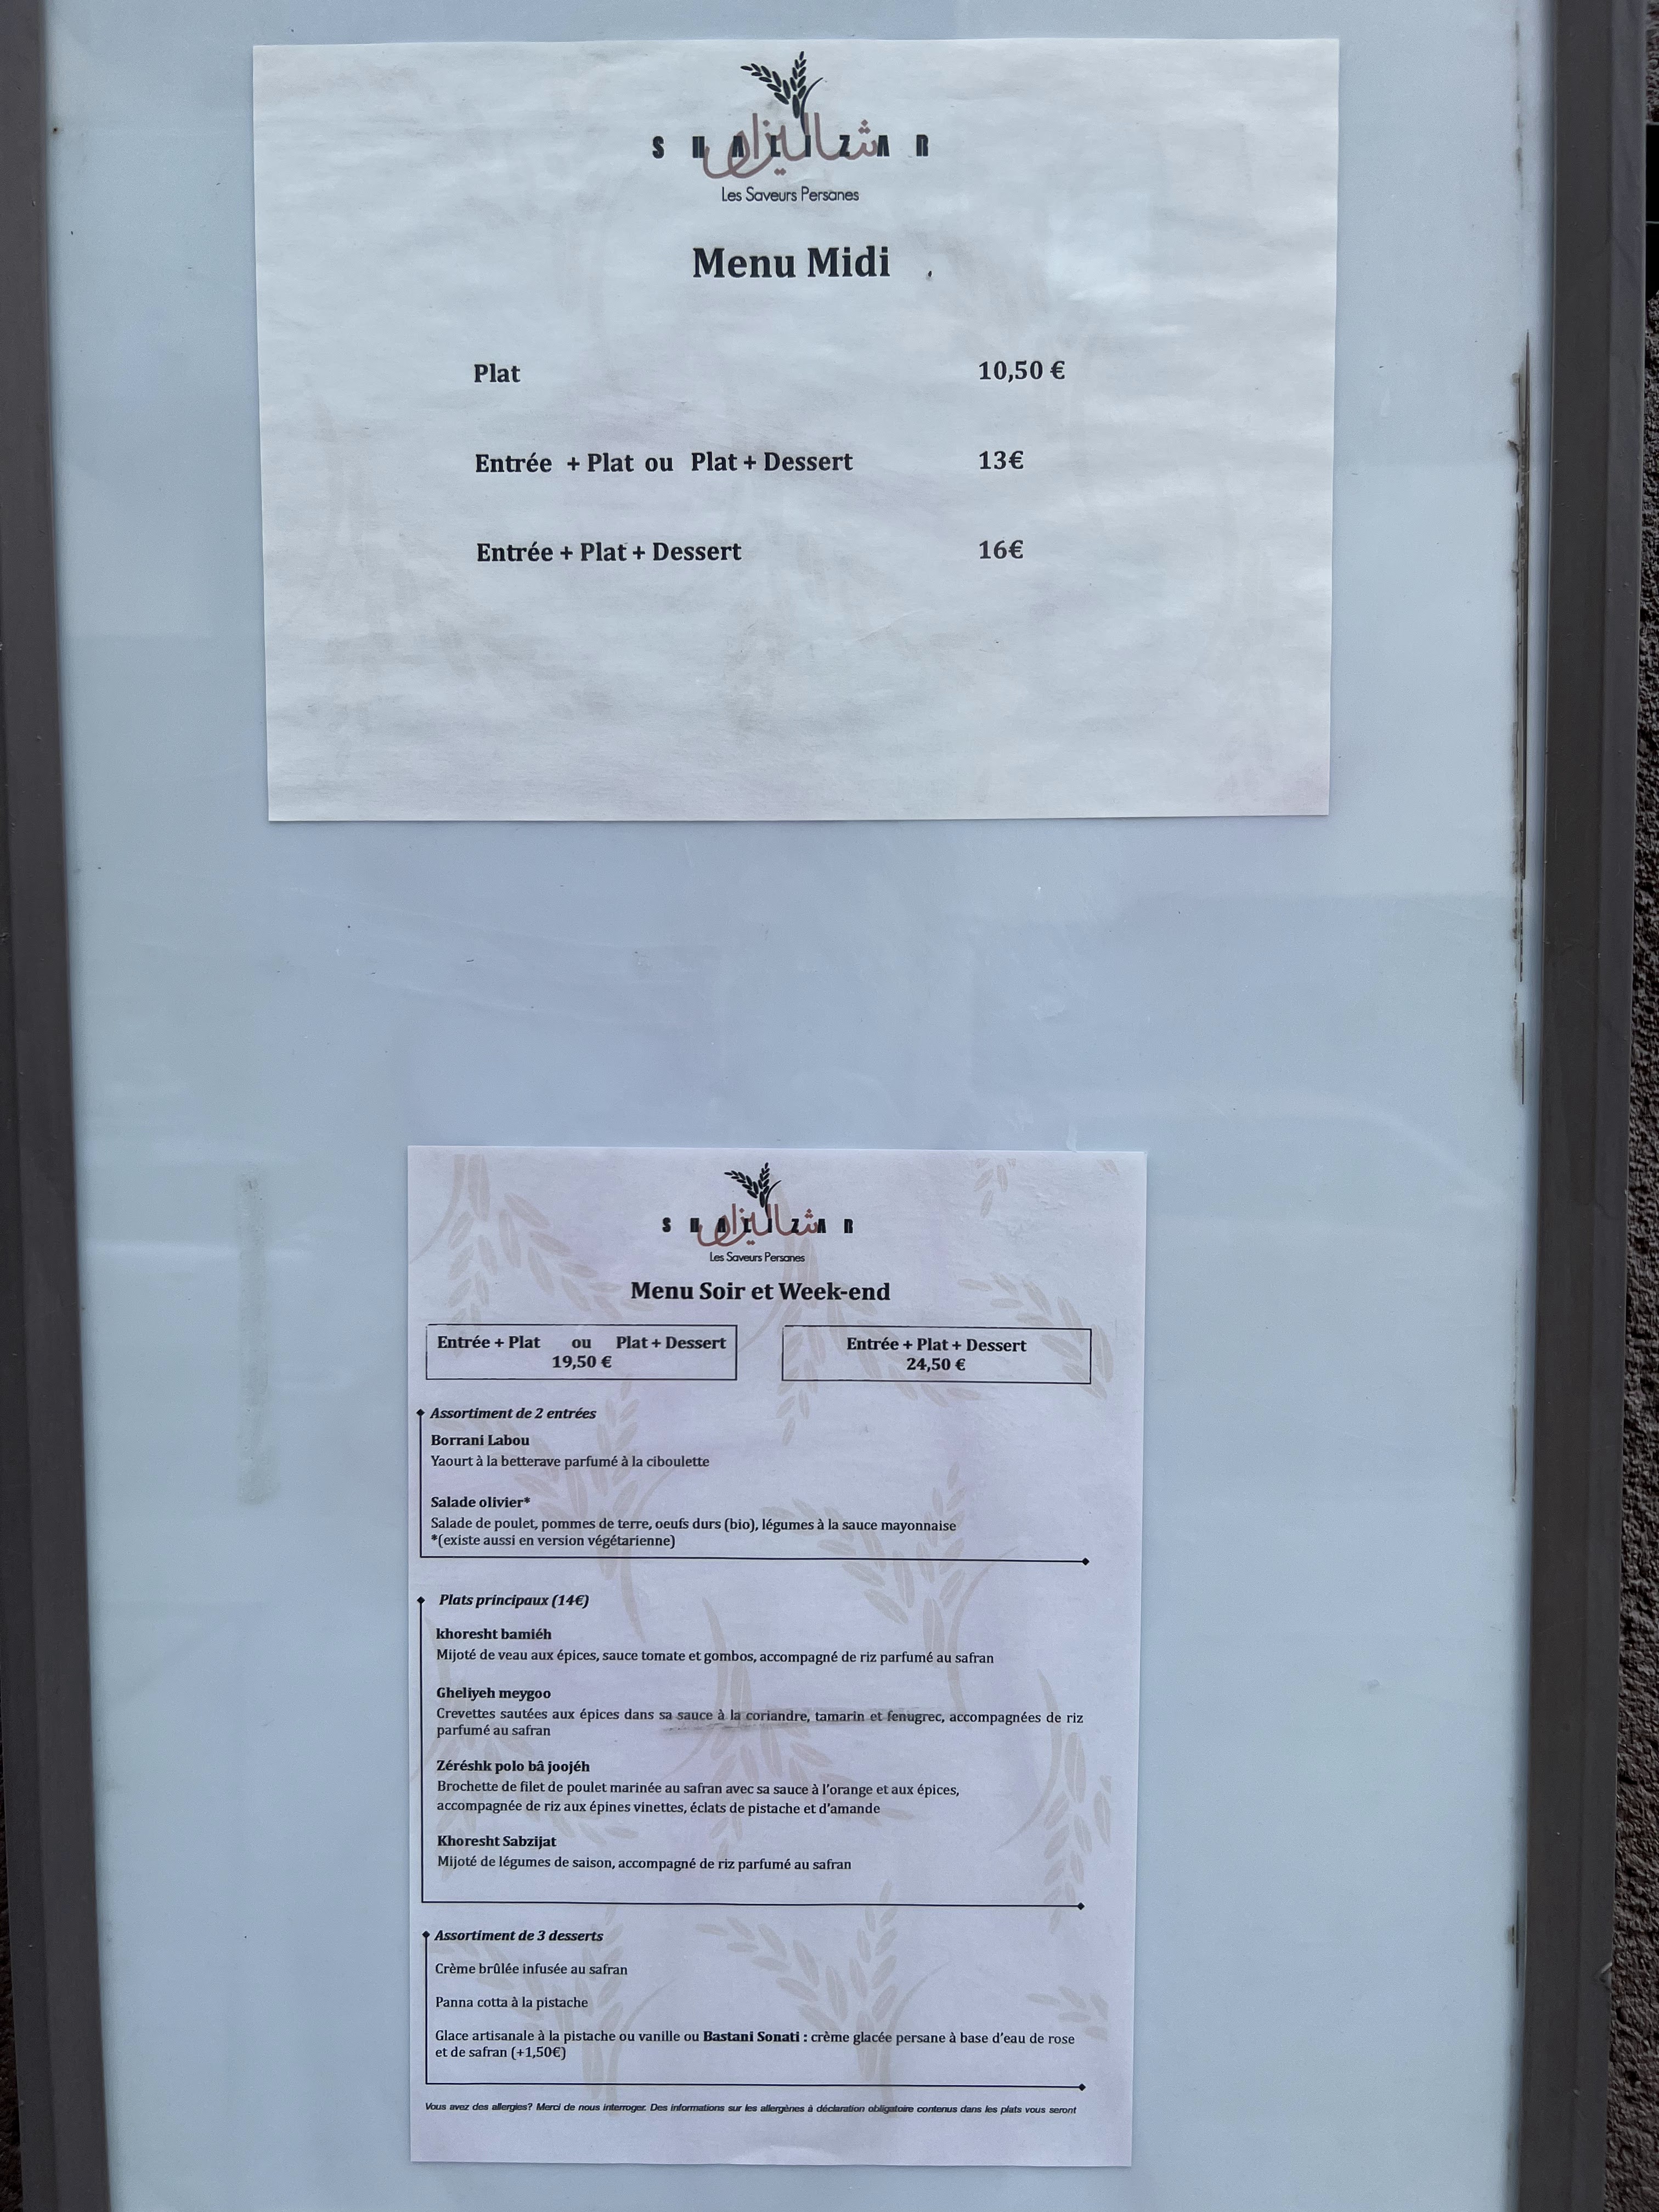 S H A L I Z A R
شاليزار
Les Saveurs Persanes
Menu Midi
Plat 10,50 €
Entrée + Plat ou Plat + Dessert 13€
Entrée + Plat + Dessert 16€
S H A L I Z A R
شاليزار
Les Saveurs Persanes
Menu Soir et Week-end
Entrée + Plat ou Plat + Dessert
19,50 €
Entrée + Plat + Dessert
24,50 €
Assortiment de 2 entrées
Borrani Labou
Yaourt à la betterave parfumé à la ciboulette
Salade olivier*
Salade de poulet, pommes de terre, oeufs durs (bio), légumes à la sauce mayonnaise
*(existe aussi en version végétarienne)
Plats principaux (14€)
khoresht bamiéh
Mijoté de veau aux épices, sauce tomate et gombos, accompagné de riz parfumé au safran
Gheliyeh meygoo
Crevettes sautées aux épices dans sa sauce à la coriandre, tamarin et fenugrec, accompagnées de riz
parfumé au safran
Zéréshk polo bâ joojéh
Brochette de filet de poulet marinée au safran avec sa sauce à l'orange et aux épices,
accompagnée de riz aux épines vinettes, éclats de pistache et d'amande
Khoresht Sabzijat
Mijoté de légumes de saison, accompagné de riz parfumé au safran
Assortiment de 3 desserts
Crème brûlée infusée au safran
Panna cotta à la pistache
Glace artisanale à la pistache ou vanille ou Bastani Sonati : crème glacée persane à base d'eau de rose
et de safran (+1,50€)
Vous avez des allergies? Merci de nous interroger. Des informations sur les allergènes à déclaration obligatoire contenus dans les plats vous seront